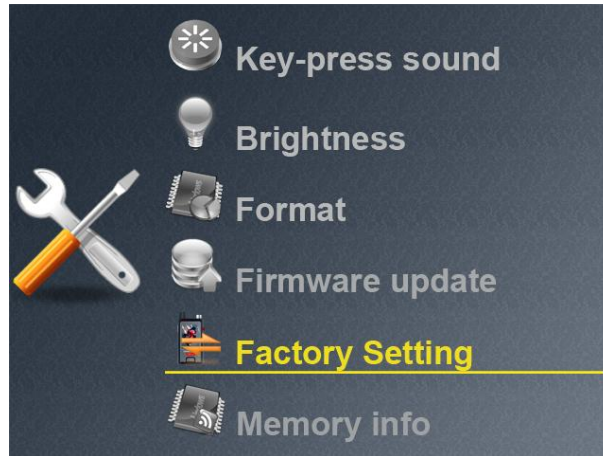 Key-press sound
Brightness
Format
Firmware update
Factory Setting
Memory info